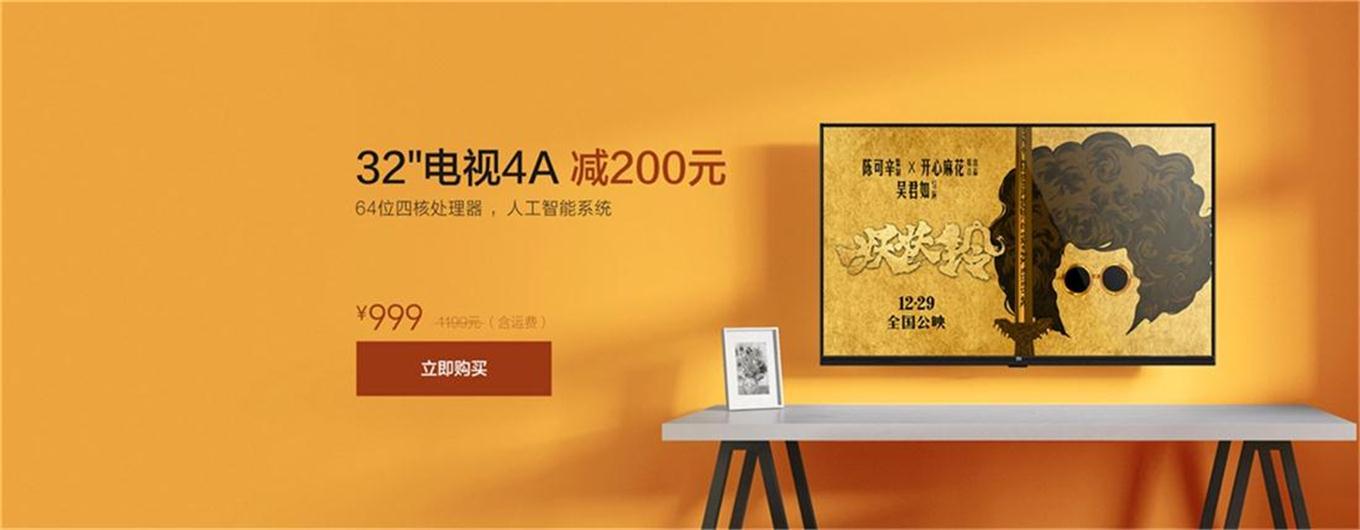 32"电视4A 减200元
64位四核处理器，人工智能系统
¥999 1199元（含运费）
立即购买
陈可辛 X 开心麻花
吴君如
妖铃铃
12·29
全国公映